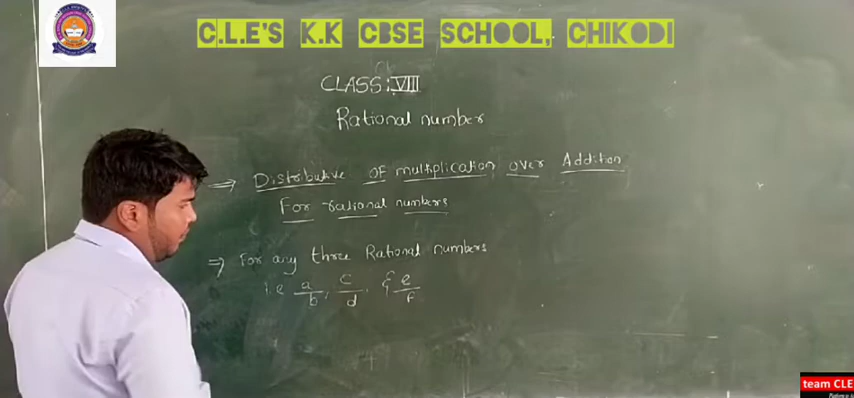 C.L.E'S K.K CBSE SCHOOL, CHIKODI
CLASS: VIII
Rational number
⇒ Distributive OF multiplication over Addition
For rational numbers
⇒ For any three Rational numbers
i.e a/b, c/d, & e/f
team CLE